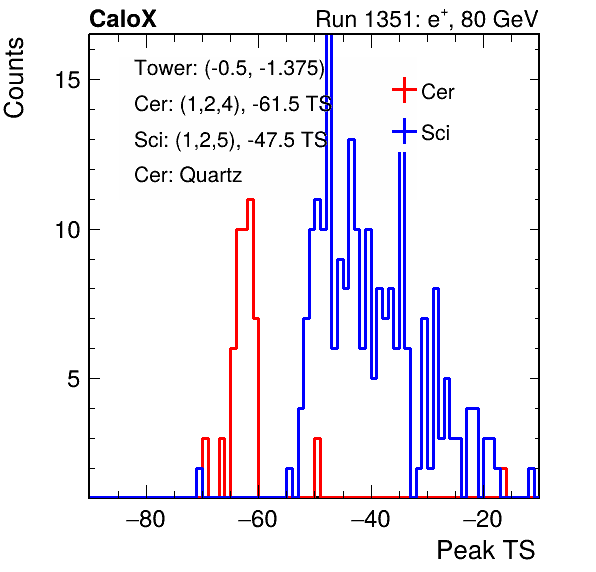 CaloX Run 1351: e⁺, 80 GeV
Counts
Tower: (-0.5, -1.375)
Cer: (1,2,4), -61.5 TS
Sci: (1,2,5), -47.5 TS
Cer: Quartz
Cer
Sci
15
10
5
−80 −60 −40 −20
Peak TS